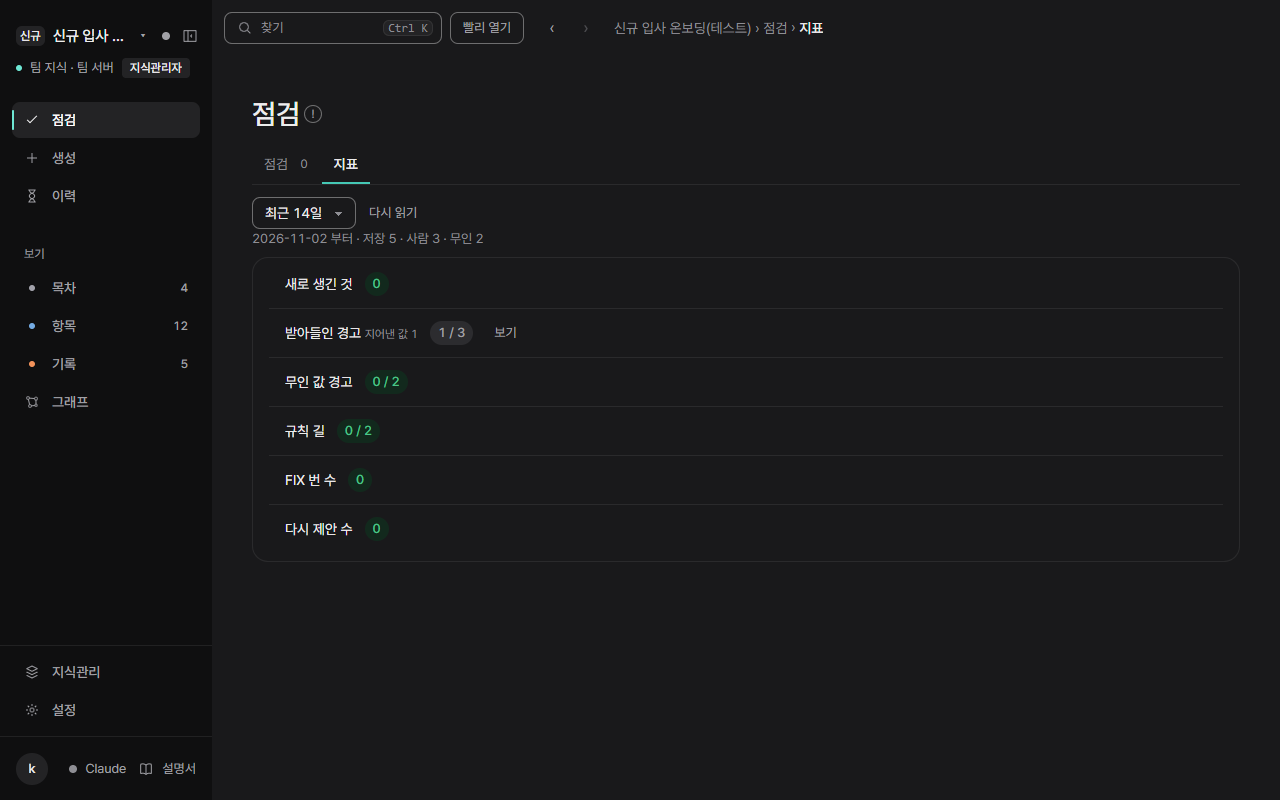 신규 신규 입사 ...
팀 지식 · 팀 서버 지식관리자
점검
생성
이력
보기
목차 4
항목 12
기록 5
그래프
지식관리
설정
k Claude 설명서
찾기 Ctrl K 빨리 열기 ‹ › 신규 입사 온보딩(테스트) › 점검 › 지표
점검 !
점검 0 지표
최근 14일 다시 읽기
2026-11-02 부터 · 저장 5 · 사람 3 · 무인 2
새로 생긴 것 0
받아들인 경고 지어낸 값 1 1 / 3 보기
무인 값 경고 0 / 2
규칙 길 0 / 2
FIX 번 수 0
다시 제안 수 0